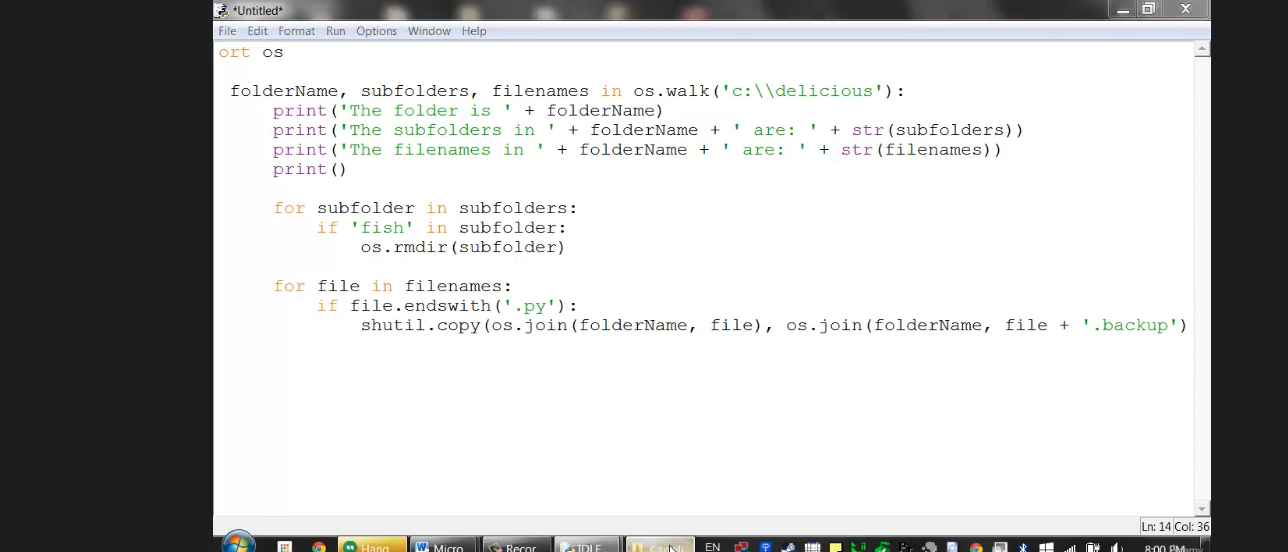 *Untitled*
File Edit Format Run Options Window Help
ort os
folderName, subfolders, filenames in os.walk('c:\\delicious'):
print('The folder is ' + folderName)
print('The subfolders in ' + folderName + ' are: ' + str(subfolders))
print('The filenames in ' + folderName + ' are: ' + str(filenames))
print()
for subfolder in subfolders:
if 'fish' in subfolder:
os.rmdir(subfolder)
for file in filenames:
if file.endswith('.py'):
shutil.copy(os.join(folderName, file), os.join(folderName, file + '.backup')
Ln: 14 Col: 36
Hang Micro Recor IDLE EN 8:00 PM